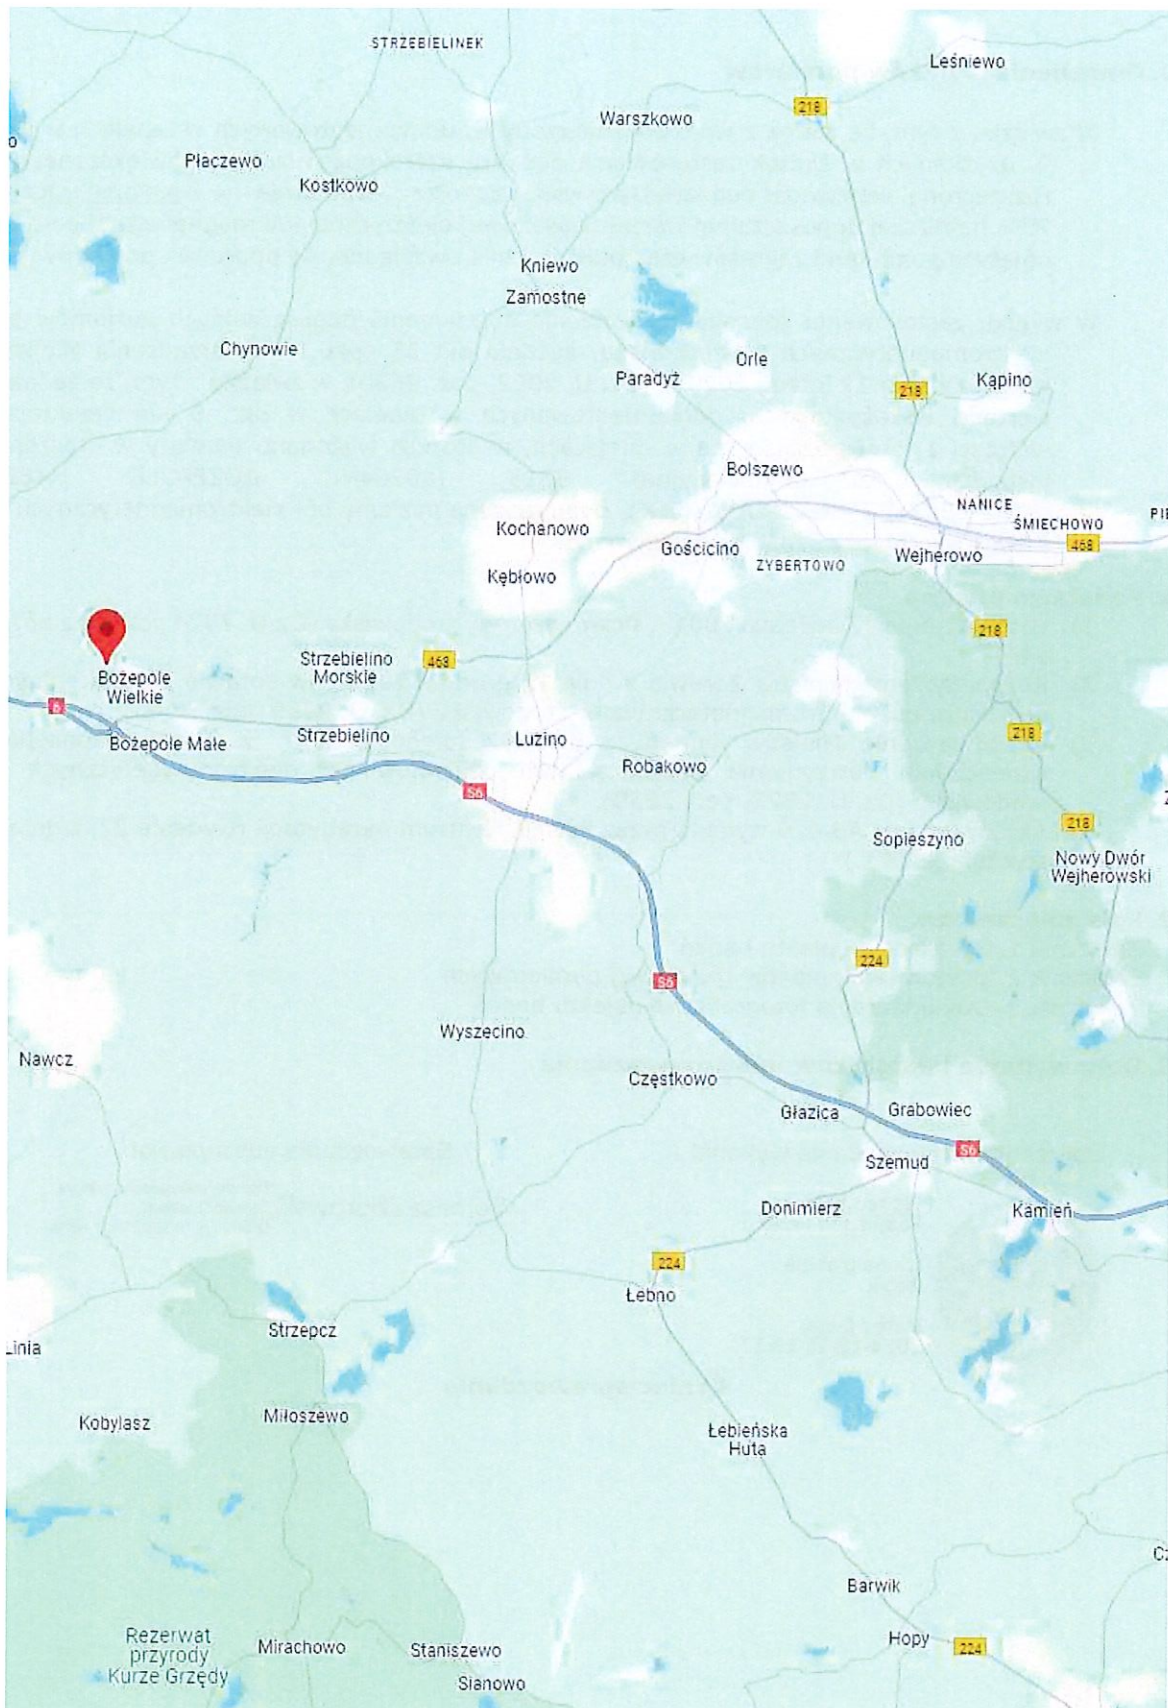 STRZEBIELINEK
Leśniewo
218
Warszkowo
Płaczewo
Kostkowo
Kniewo
Zamostne
Chynowie
Orle
Paradyż
Kąpino
218
Bolszewo
NANICE
ŚMIECHOWO
Kochanowo
Gościcino
Wejherowo
468
ZYBERTOWO
Kębłowo
218
Strzebielino
Morskie
468
Bożepole
Wielkie
6
Bożepole Małe
Strzebielino
Luzino
218
Robakowo
S6
218
Sopieszyno
Nowy Dwór
Wejherowski
224
S6
Wyszecino
Nawcz
Częstkowo
Głazica
Grabowiec
S6
Szemud
Donimierz
Kamień
224
Łebno
Strzepcz
Linia
Miłoszewo
Kobylasz
Łebieńska
Huta
Barwik
Hopy
224
Rezerwat
przyrody
Kurze Grzędy
Mirachowo
Staniszewo
Sianowo